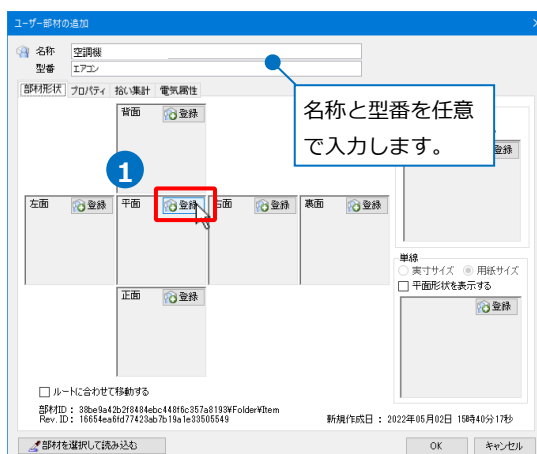 ユーザー部材の追加
名称 空調機
型番 エアコン
部材形状 プロパティ 拾い集計 電気属性
名称と型番を任意
で入力します。
背面 登録
登録
1
左面 登録 平面 登録 右面 登録 裏面 登録
単線
実寸サイズ 用紙サイズ
平面形状を表示する
正面 登録
登録
ルートに合わせて移動する
部材ID : 38be9a42b2f8484ebc448f6c357a8193¥Folder¥Item
Rev. ID : 16654ea6fd77423ab7b19a1e33505549
新規作成日 : 2022年05月02日 15時40分17秒
部材を選択して読み込む OK キャンセル